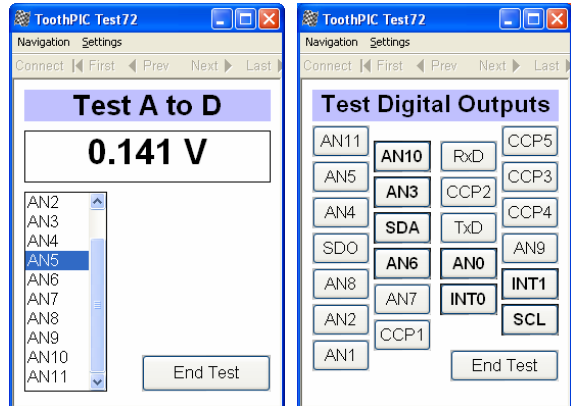 ToothPIC Test72
Navigation Settings
Connect First Prev Next Last
Test A to D
0.141 V
AN2
AN3
AN4
AN5
AN6
AN7
AN8
AN9
AN10
AN11
End Test
ToothPIC Test72
Navigation Settings
Connect First Prev Next Last
Test Digital Outputs
AN11
AN5
AN4
SDO
AN8
AN2
AN1
AN10
AN3
SDA
AN6
AN7
CCP1
RxD
CCP2
TxD
AN0
INT0
CCP5
CCP3
CCP4
AN9
INT1
SCL
End Test